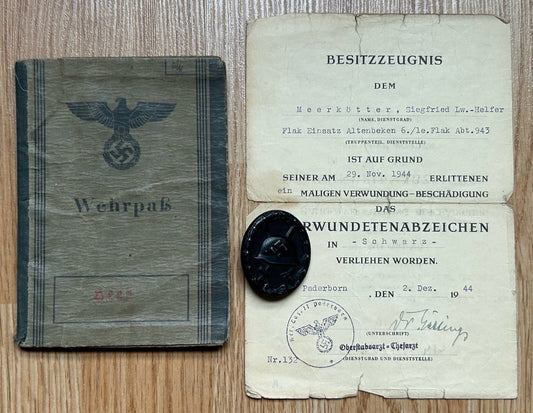 Wehrpaß
Heer
BESITZZEUGNIS
DEM
Meerkötter, Siegfried Lw.-Helfer
(NAME, DIENSTGRAD)
Flak Einsatz Altenbeken 6./le.Flak Abt.943
(TRUPPENTEIL, DIENSTSTELLE)
IST AUF GRUND
SEINER AM 29. Nov. 1944 ERLITTENEN
ein MALIGEN VERWUNDUNG-BESCHÄDIGUNG
DAS
RWUNDETENABZEICHEN
IN -Schwarz-
VERLIEHEN WORDEN.
Paderborn , DEN 2. Dez. 1944
(UNTERSCHRIFT)
Oberstabsarzt u. Chefarzt
(DIENSTGRAD UND DIENSTSTELLE)
Nr.132